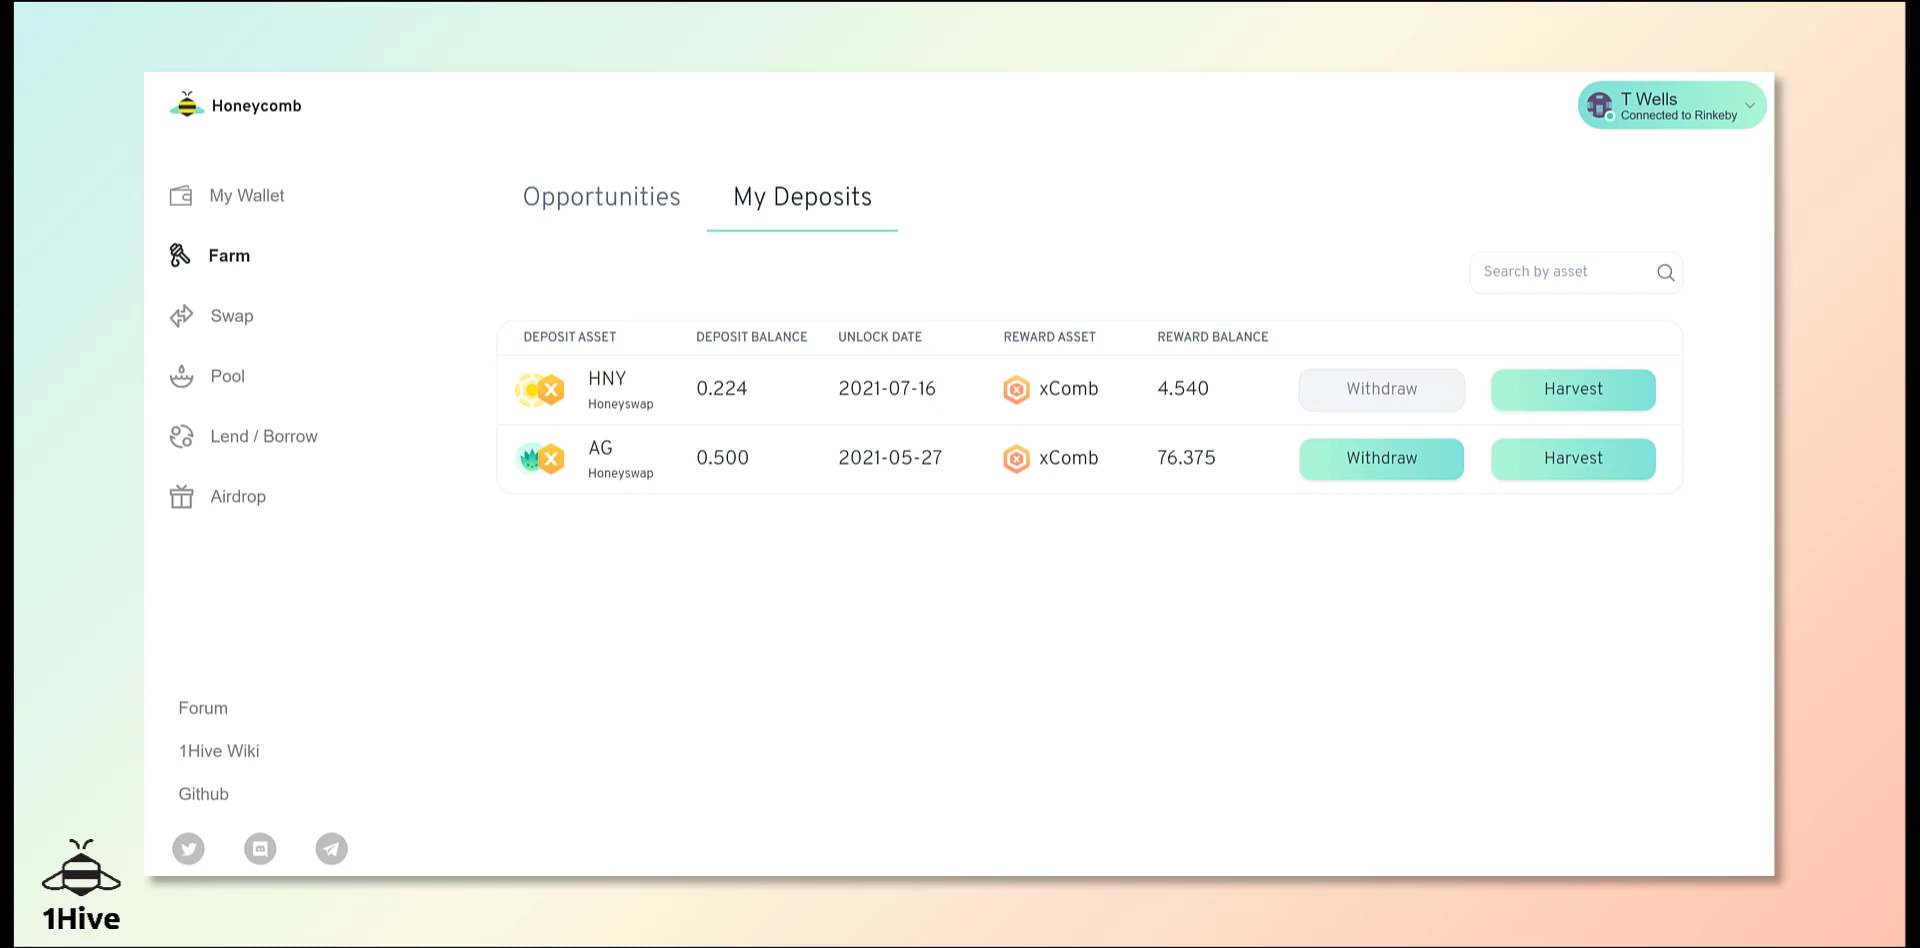 Honeycomb
T Wells
Connected to Rinkeby
My Wallet
Farm
Swap
Pool
Lend / Borrow
Airdrop
Opportunities
My Deposits
Search by asset
DEPOSIT ASSET DEPOSIT BALANCE UNLOCK DATE REWARD ASSET REWARD BALANCE
HNY
Honeyswap
0.224 2021-07-16 xComb 4.540 Withdraw Harvest
AG
Honeyswap
0.500 2021-05-27 xComb 76.375 Withdraw Harvest
Forum
1Hive Wiki
Github
1Hive